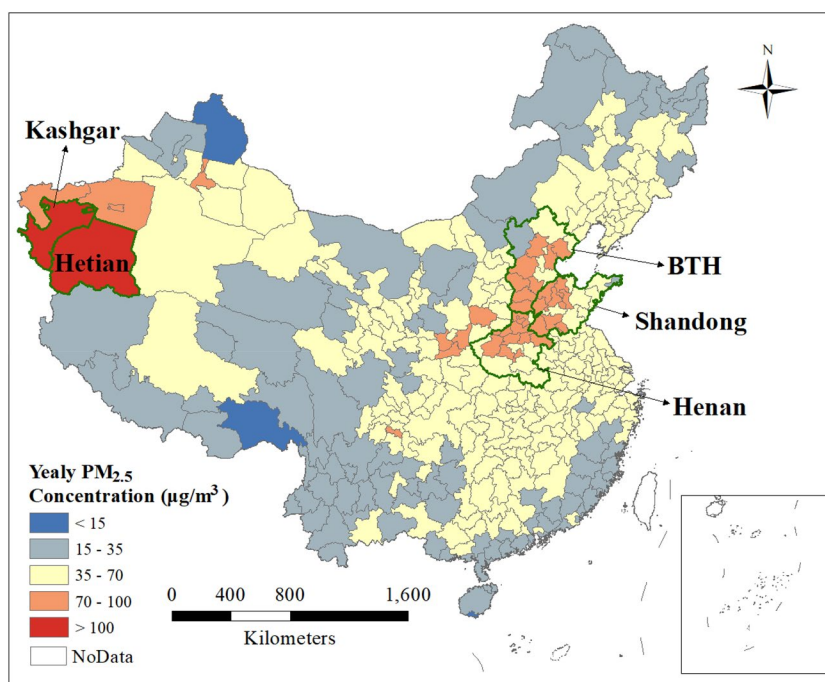 N
Kashgar
Hetian
BTH
Shandong
Henan
Yealy PM2.5
Concentration (µg/m³)
< 15
15 - 35
35 - 70
70 - 100
> 100
NoData
0 400 800 1,600
Kilometers